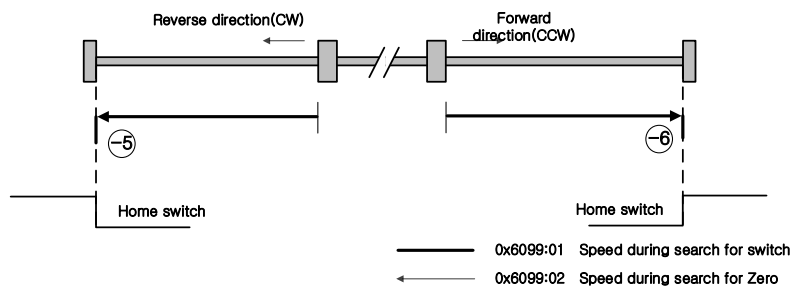 Reverse direction(CW)
Forward
direction(CCW)
-5
-6
Home switch
Home switch
0x6099:01 Speed during search for switch
0x6099:02 Speed during search for Zero